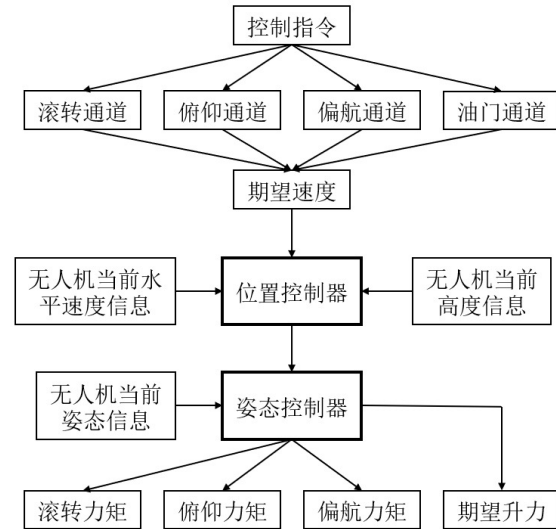 控制指令
滚转通道
俯仰通道
偏航通道
油门通道
期望速度
无人机当前水
平速度信息
位置控制器
无人机当前
高度信息
无人机当前
姿态信息
姿态控制器
滚转力矩
俯仰力矩
偏航力矩
期望升力